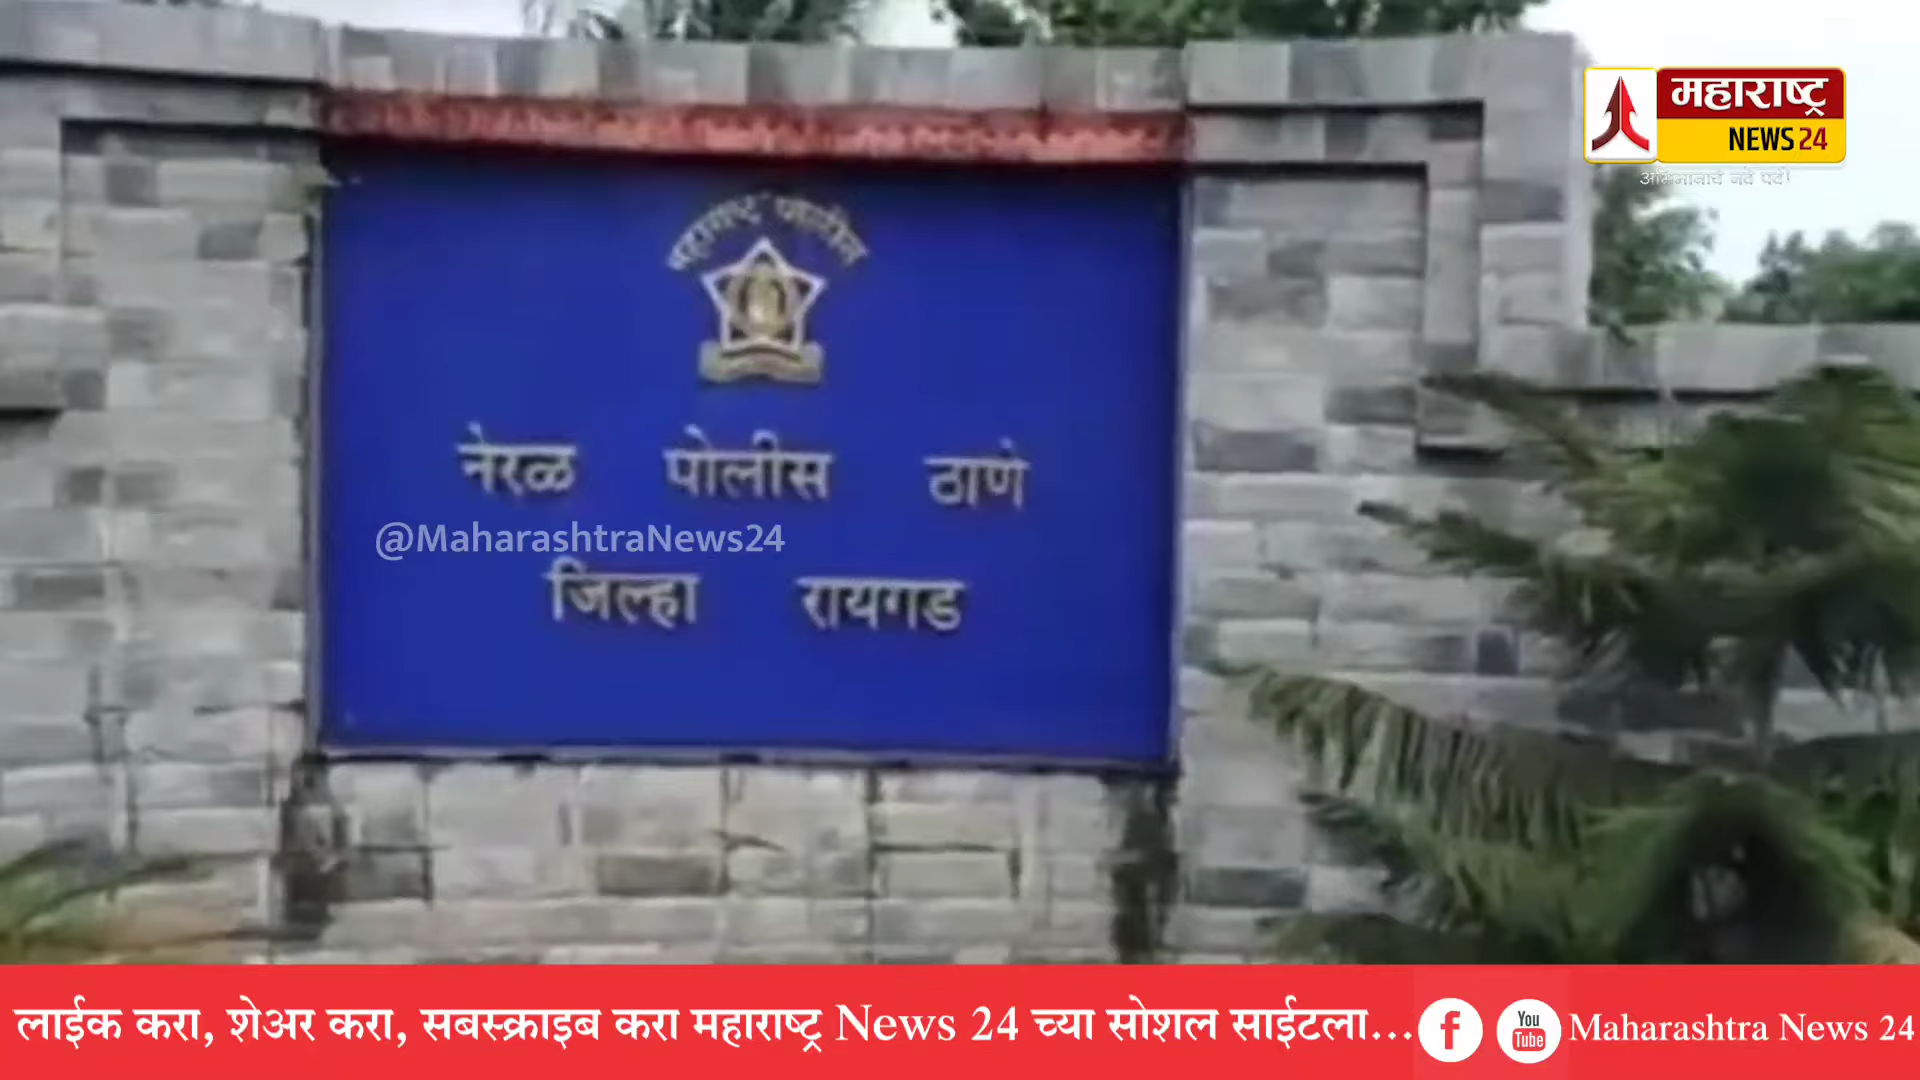 महाराष्ट्र
NEWS 24
महाराष्ट्र पोलीस
नेरळ पोलीस ठाणे
@MaharashtraNews24
जिल्हा रायगड
लाईक करा, शेअर करा, सबस्क्राइब करा महाराष्ट्र News 24 च्या सोशल साईटला... f You Tube Maharashtra News 24